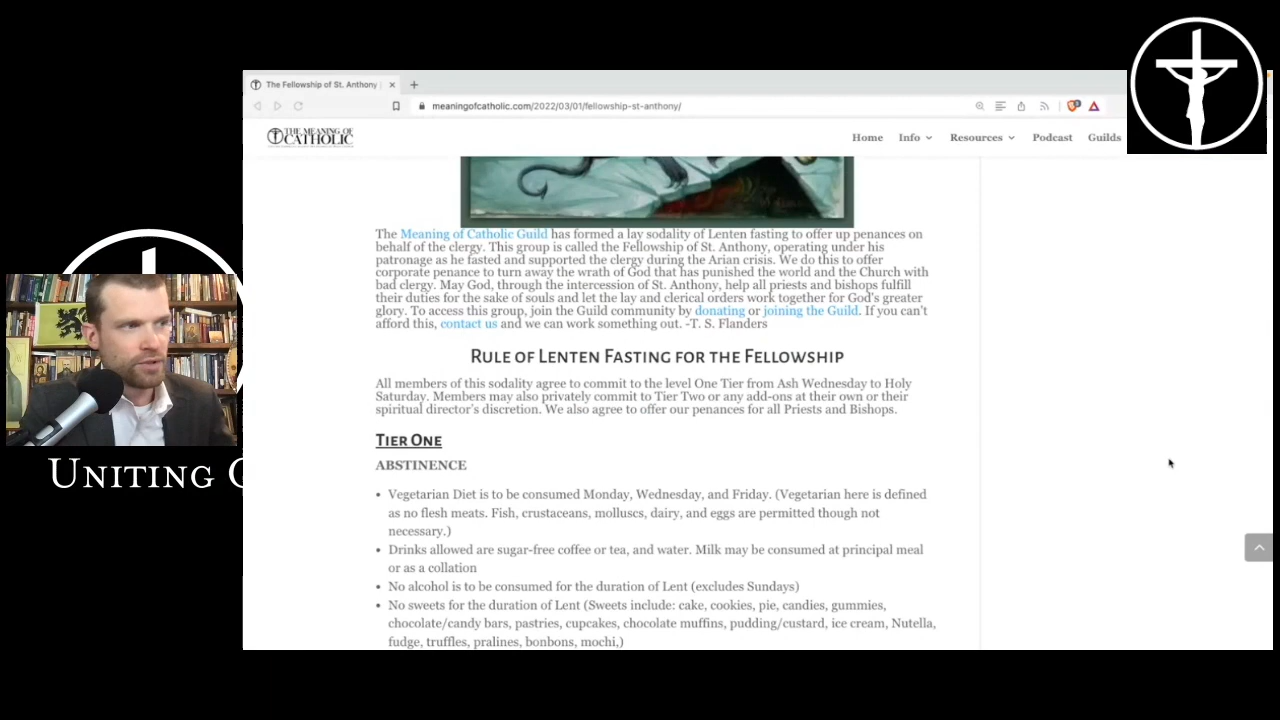 The Fellowship of St. Anthony |
meaningofcatholic.com/2022/03/01/fellowship-st-anthony/
THE MEANING OF
CATHOLIC
Home Info Resources Podcast Guilds
The Meaning of Catholic Guild has formed a lay sodality of Lenten fasting to offer up penances on
behalf of the clergy. This group is called the Fellowship of St. Anthony, operating under his
patronage as he fasted and supported the clergy during the Arian crisis. We do this to offer
corporate penance to turn away the wrath of God that has punished the world and the Church with
bad clergy. May God, through the intercession of St. Anthony, help all priests and bishops fulfill
their duties for the sake of souls and let the lay and clerical orders work together for God's greater
glory. To access this group, join the Guild community by donating or joining the Guild. If you can't
afford this, contact us and we can work something out. -T. S. Flanders
Rule of Lenten Fasting for the Fellowship
All members of this sodality agree to commit to the level One Tier from Ash Wednesday to Holy
Saturday. Members may also privately commit to Tier Two or any add-ons at their own or their
spiritual director's discretion. We also agree to offer our penances for all Priests and Bishops.
Tier One
ABSTINENCE
• Vegetarian Diet is to be consumed Monday, Wednesday, and Friday. (Vegetarian here is defined
as no flesh meats. Fish, crustaceans, molluscs, dairy, and eggs are permitted though not
necessary.)
• Drinks allowed are sugar-free coffee or tea, and water. Milk may be consumed at principal meal
or as a collation
• No alcohol is to be consumed for the duration of Lent (excludes Sundays)
• No sweets for the duration of Lent (Sweets include: cake, cookies, pie, candies, gummies,
chocolate/candy bars, pastries, cupcakes, chocolate muffins, pudding/custard, ice cream, Nutella,
fudge, truffles, pralines, bonbons, mochi,)
UNITING